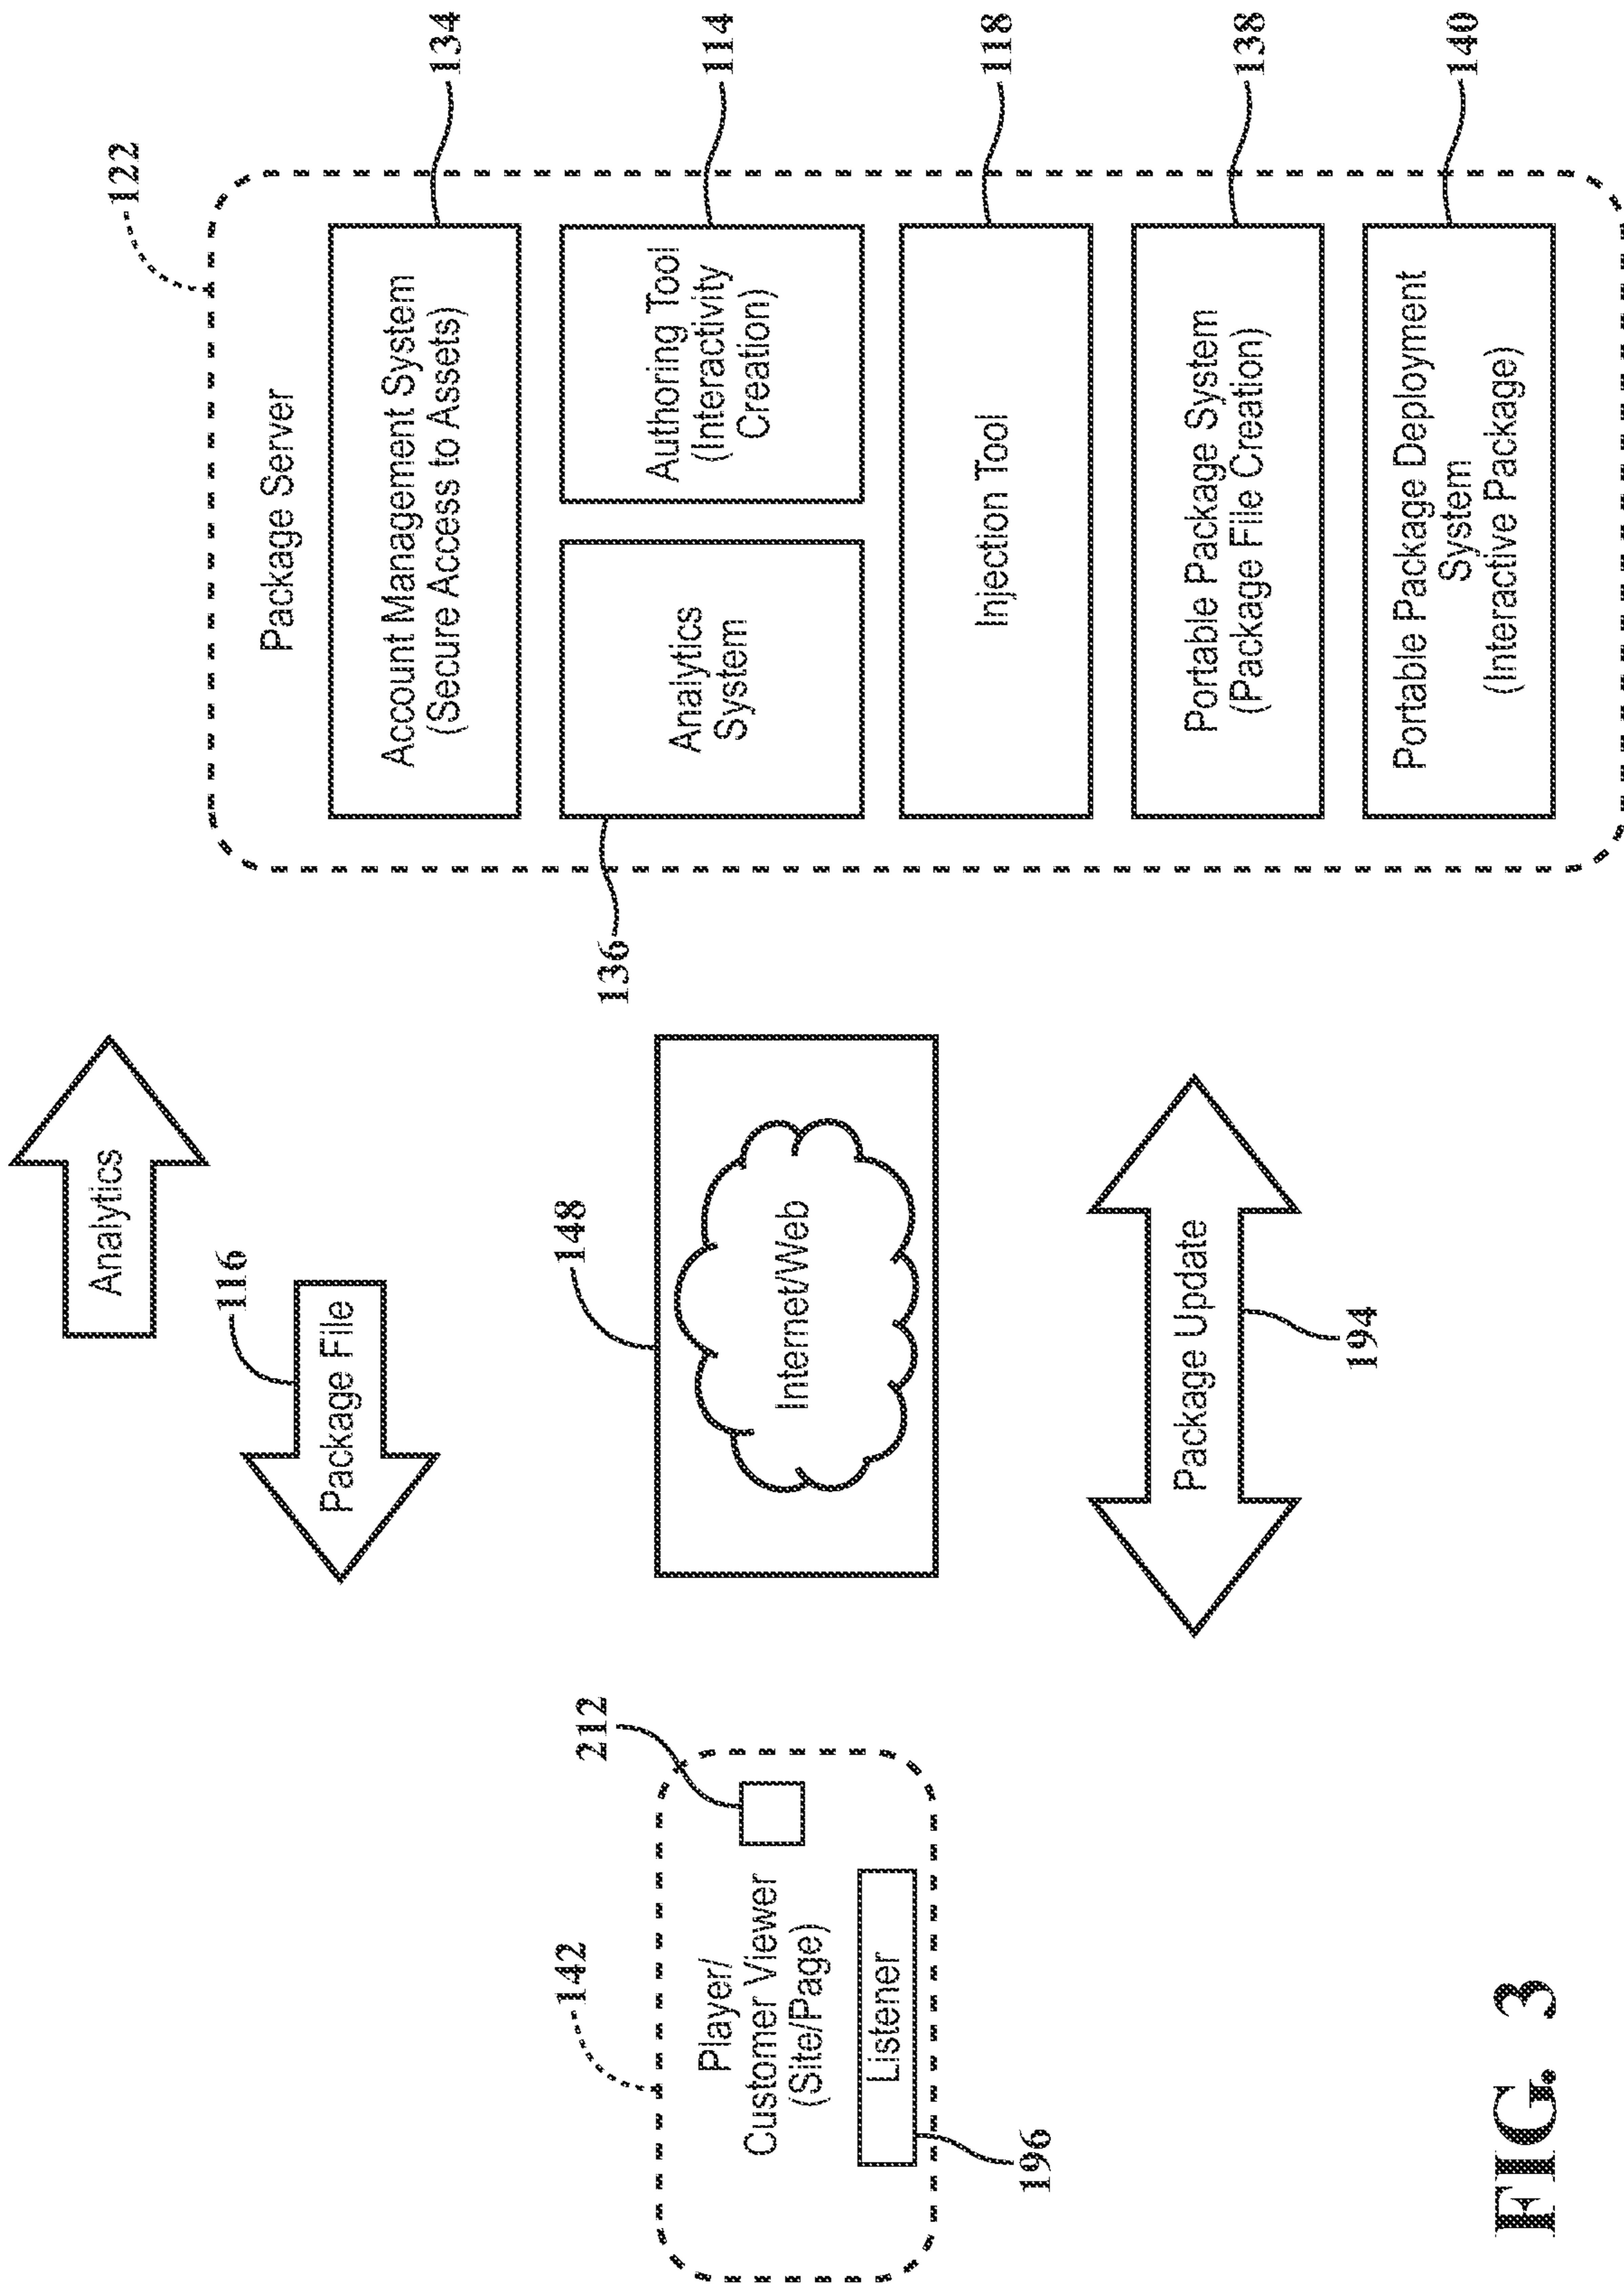 Analytics
116
Package File
148
Internet/Web
Package Update
194
142
Player/
Customer Viewer
(Site/Page)
212
Listener
196
122
Package Server
Account Management System
(Secure Access to Assets)
134
136
Analytics
System
Authoring Tool
(Interactivity
Creation)
114
Injection Tool
118
Portable Package System
(Package File Creation)
138
Portable Package Deployment
System
(Interactive Package)
140
FIG. 3